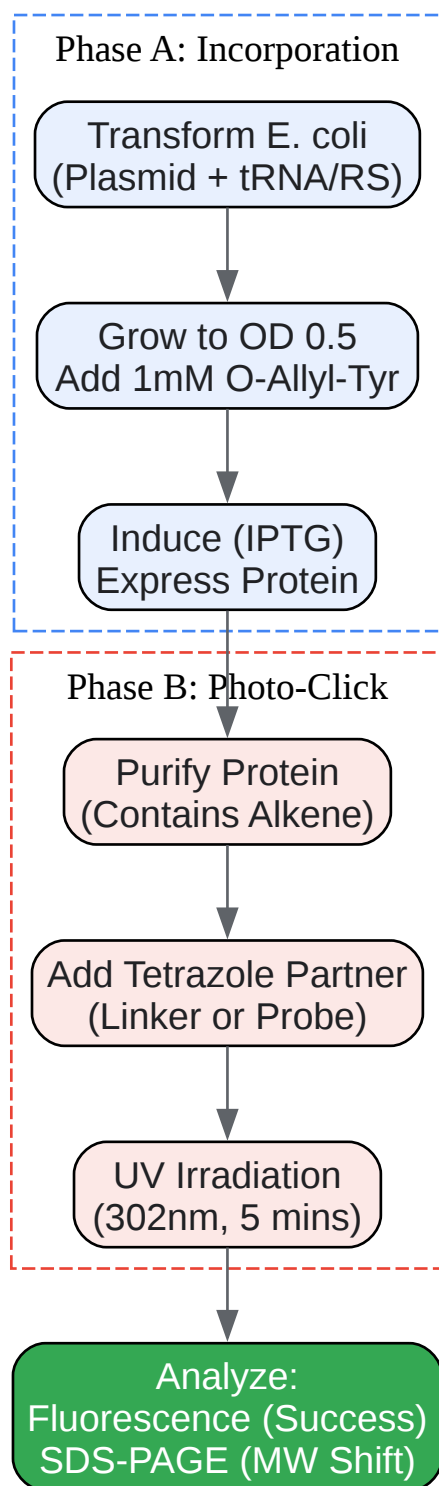 Phase A: Incorporation
Transform E. coli
(Plasmid + tRNA/RS)
Grow to OD 0.5
Add 1mM O-Allyl-Tyr
Induce (IPTG)
Express Protein
Phase B: Photo-Click
Purify Protein
(Contains Alkene)
Add Tetrazole Partner
(Linker or Probe)
UV Irradiation
(302nm, 5 mins)
Analyze:
Fluorescence (Success)
SDS-PAGE (MW Shift)